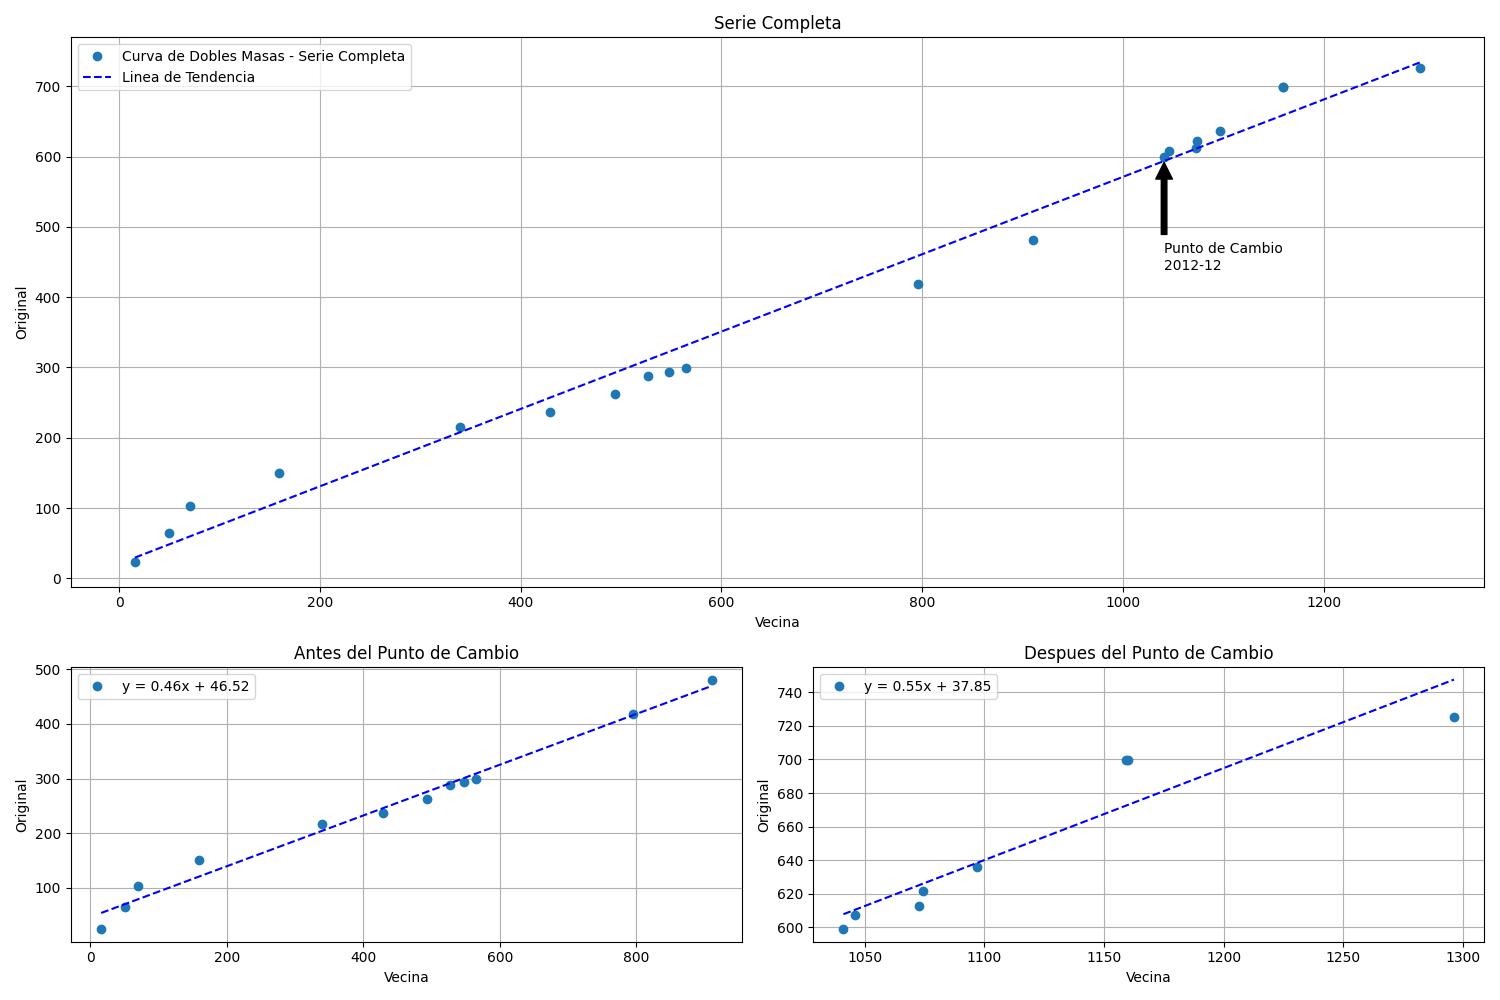 Serie Completa
Curva de Dobles Masas - Serie Completa
Linea de Tendencia
700
600
500
400
300
200
100
0
Original
Punto de Cambio
2012-12
0 200 400 600 800 1000 1200
Vecina
Antes del Punto de Cambio
y = 0.46x + 46.52
500
400
300
200
100
Original
0 200 400 600 800
Vecina
Despues del Punto de Cambio
y = 0.55x + 37.85
740
720
700
680
660
640
620
600
Original
1050 1100 1150 1200 1250 1300
Vecina